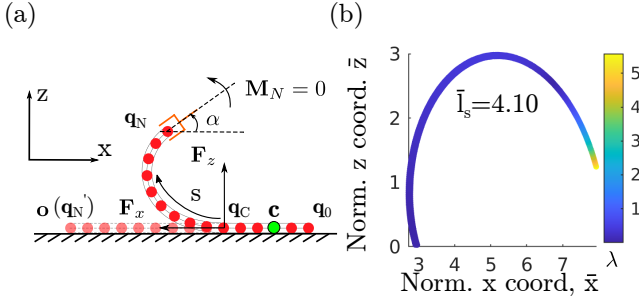 (a)
z
x
q_N
M_N = 0
α
F_z
s
o (q_N')
F_x
q_C
c
q_0
(b)
Norm. z coord. z̄
3
2
1
0
l̄_s=4.10
3 4 5 6 7
Norm. x coord, x̄
5
4
3
2
1
0
λ